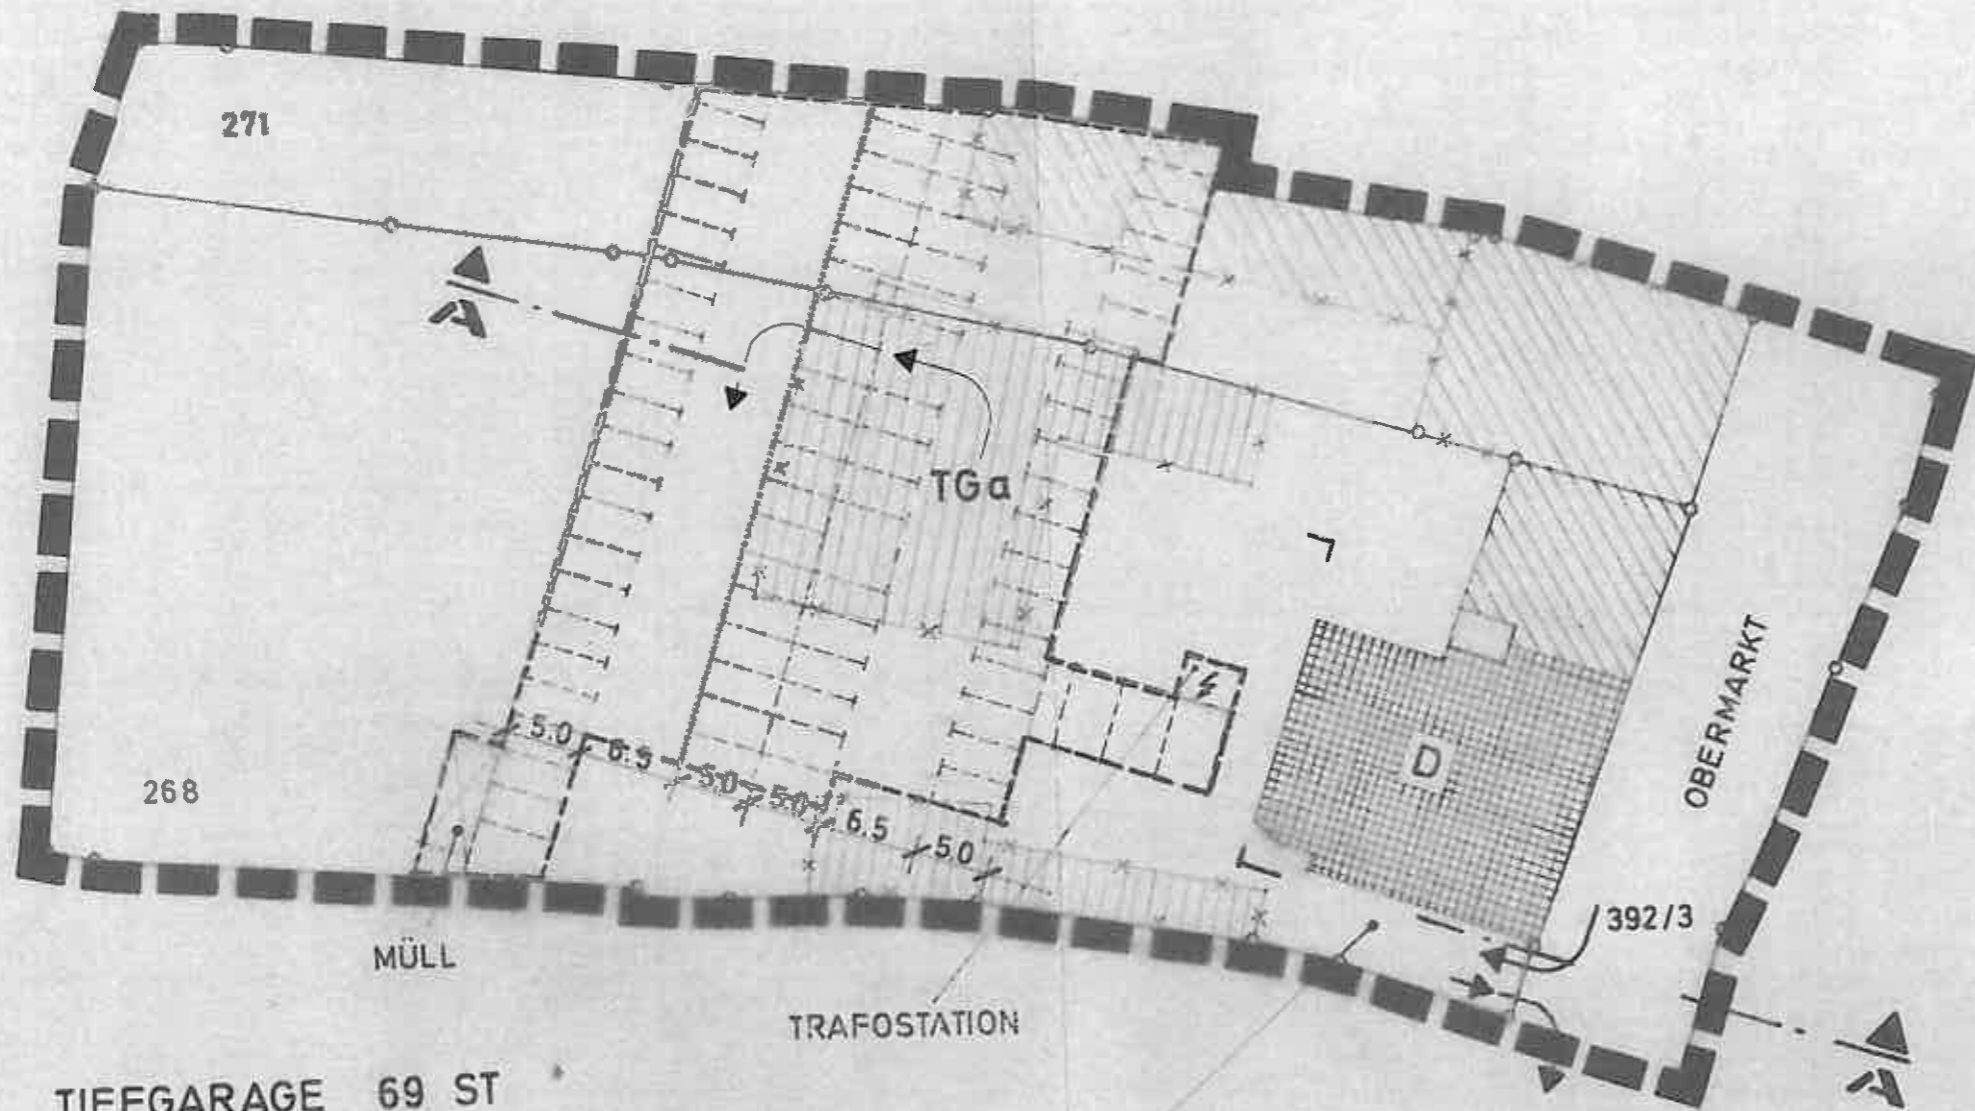 271
A
TGa
268
5.0 6.5 5.0 5.0 6.5 5.0
D
OBERMARKT
392/3
MÜLL
TRAFOSTATION
A
TIEFGARAGE 69 ST